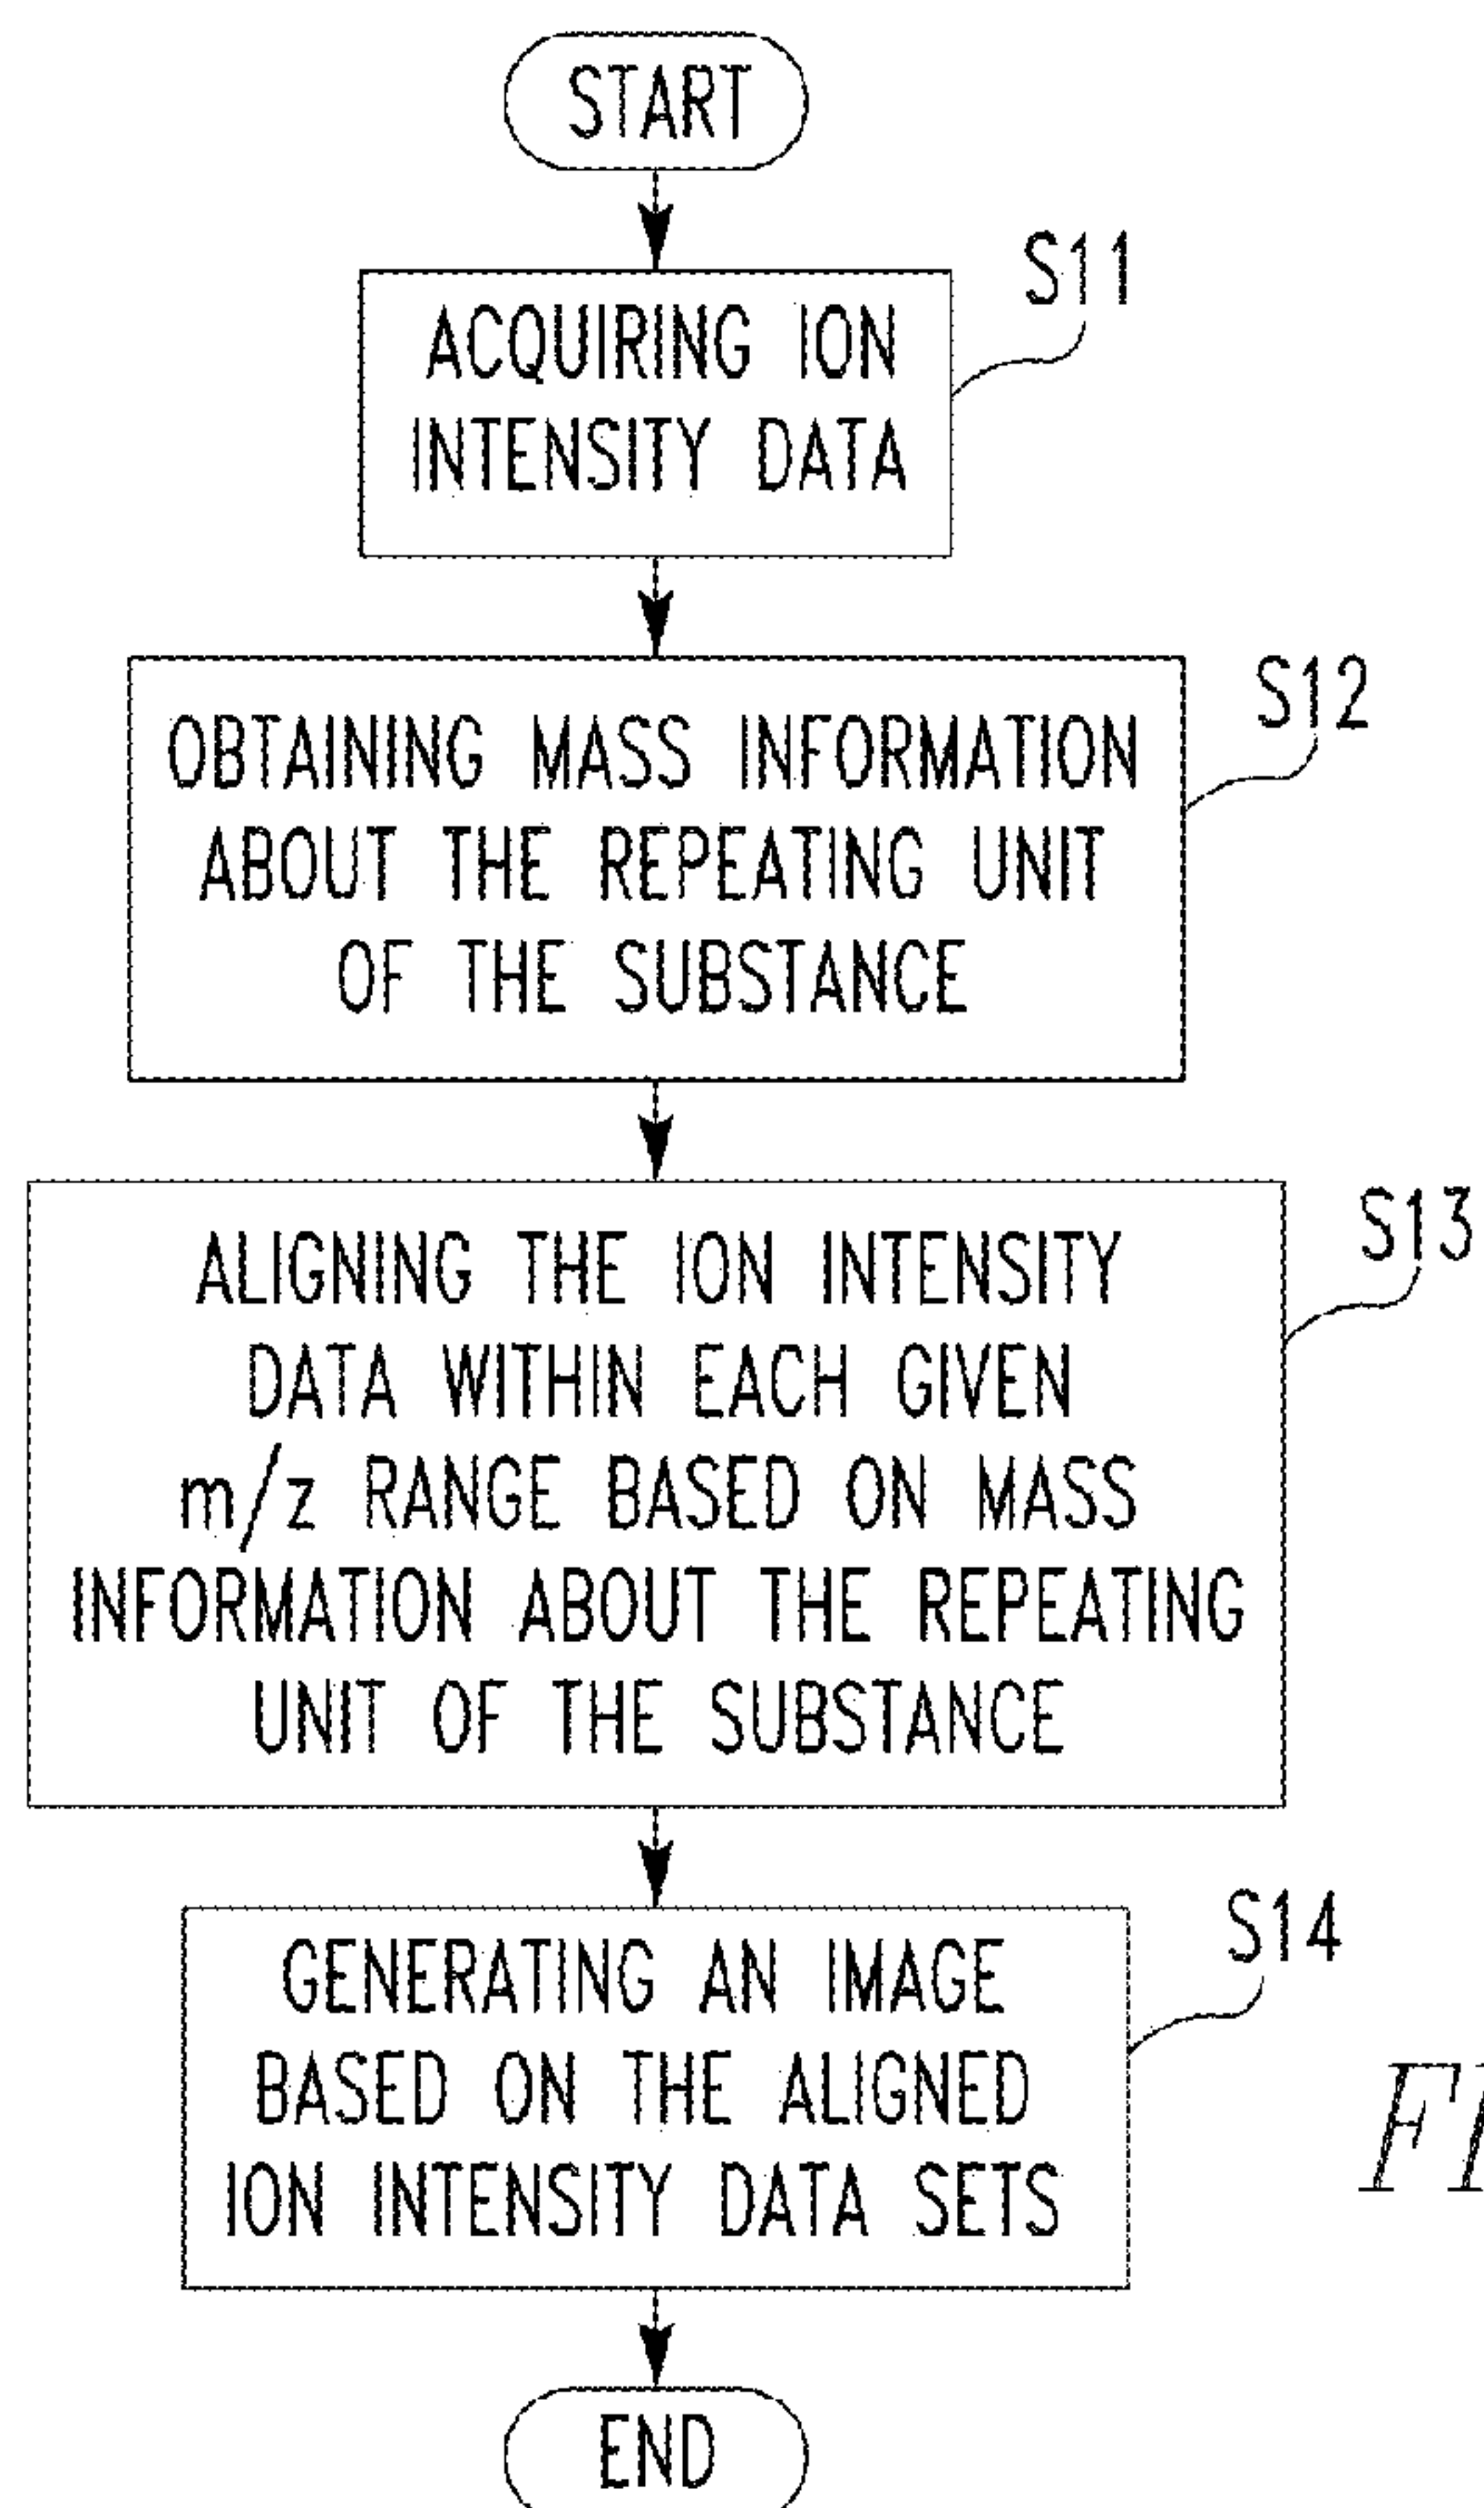 START
S11
ACQUIRING ION
INTENSITY DATA
S12
OBTAINING MASS INFORMATION
ABOUT THE REPEATING UNIT
OF THE SUBSTANCE
S13
ALIGNING THE ION INTENSITY
DATA WITHIN EACH GIVEN
m/z RANGE BASED ON MASS
INFORMATION ABOUT THE REPEATING
UNIT OF THE SUBSTANCE
S14
GENERATING AN IMAGE
BASED ON THE ALIGNED
ION INTENSITY DATA SETS
END